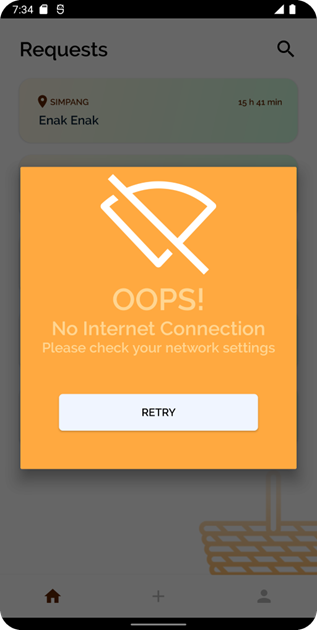 7:34
Requests
SIMPANG
15 h 41 min
Enak Enak
OOPS!
No Internet Connection
Please check your network settings
RETRY